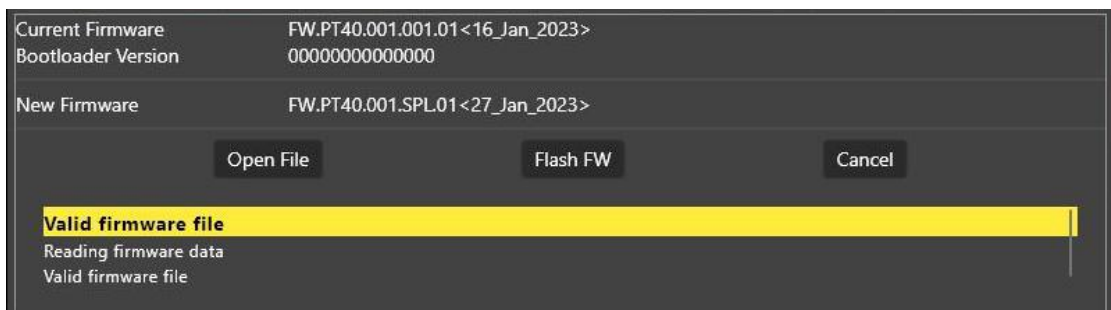 Current Firmware FW.PT40.001.001.01<16_Jan_2023>
Bootloader Version 00000000000000
New Firmware FW.PT40.001.SPL.01<27_Jan_2023>
Open File Flash FW Cancel
Valid firmware file
Reading firmware data
Valid firmware file